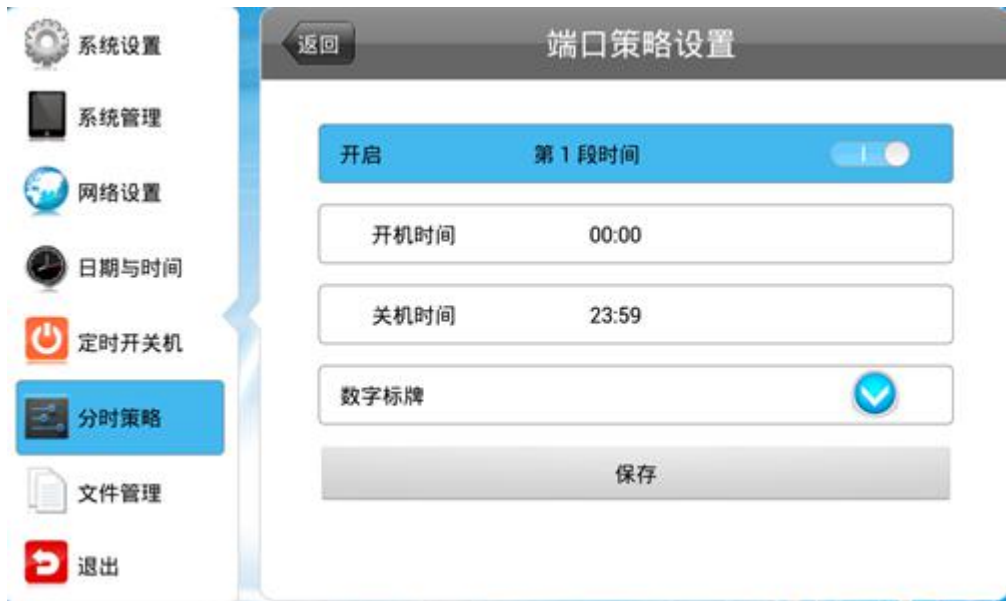 系统设置
系统管理
网络设置
日期与时间
定时开关机
分时策略
文件管理
退出
返回
端口策略设置
开启 第 1 段时间
开机时间 00:00
关机时间 23:59
数字标牌
保存